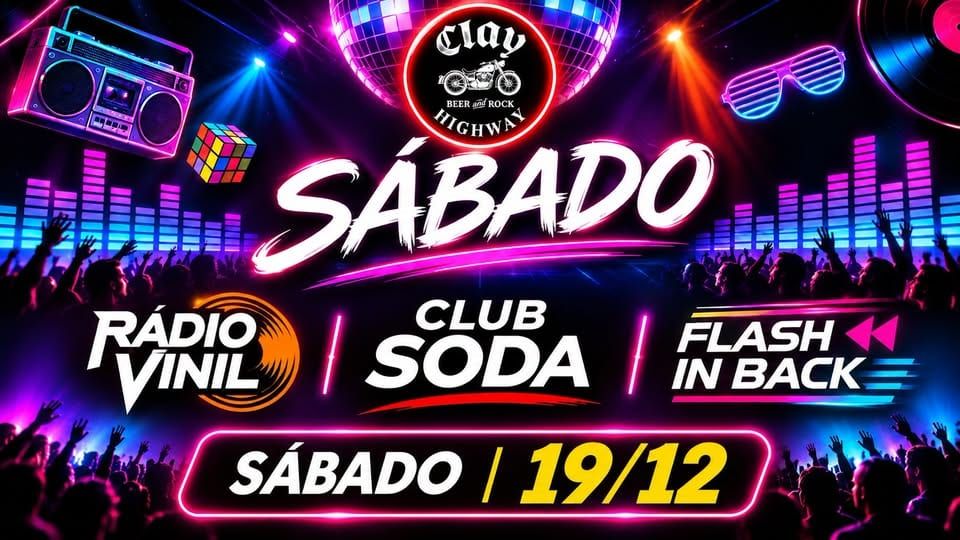 Clay
BEER and ROCK
HIGHWAY
SÁBADO
RÁDIO
VINIL
CLUB
SODA
FLASH
IN BACK
SÁBADO | 19/12